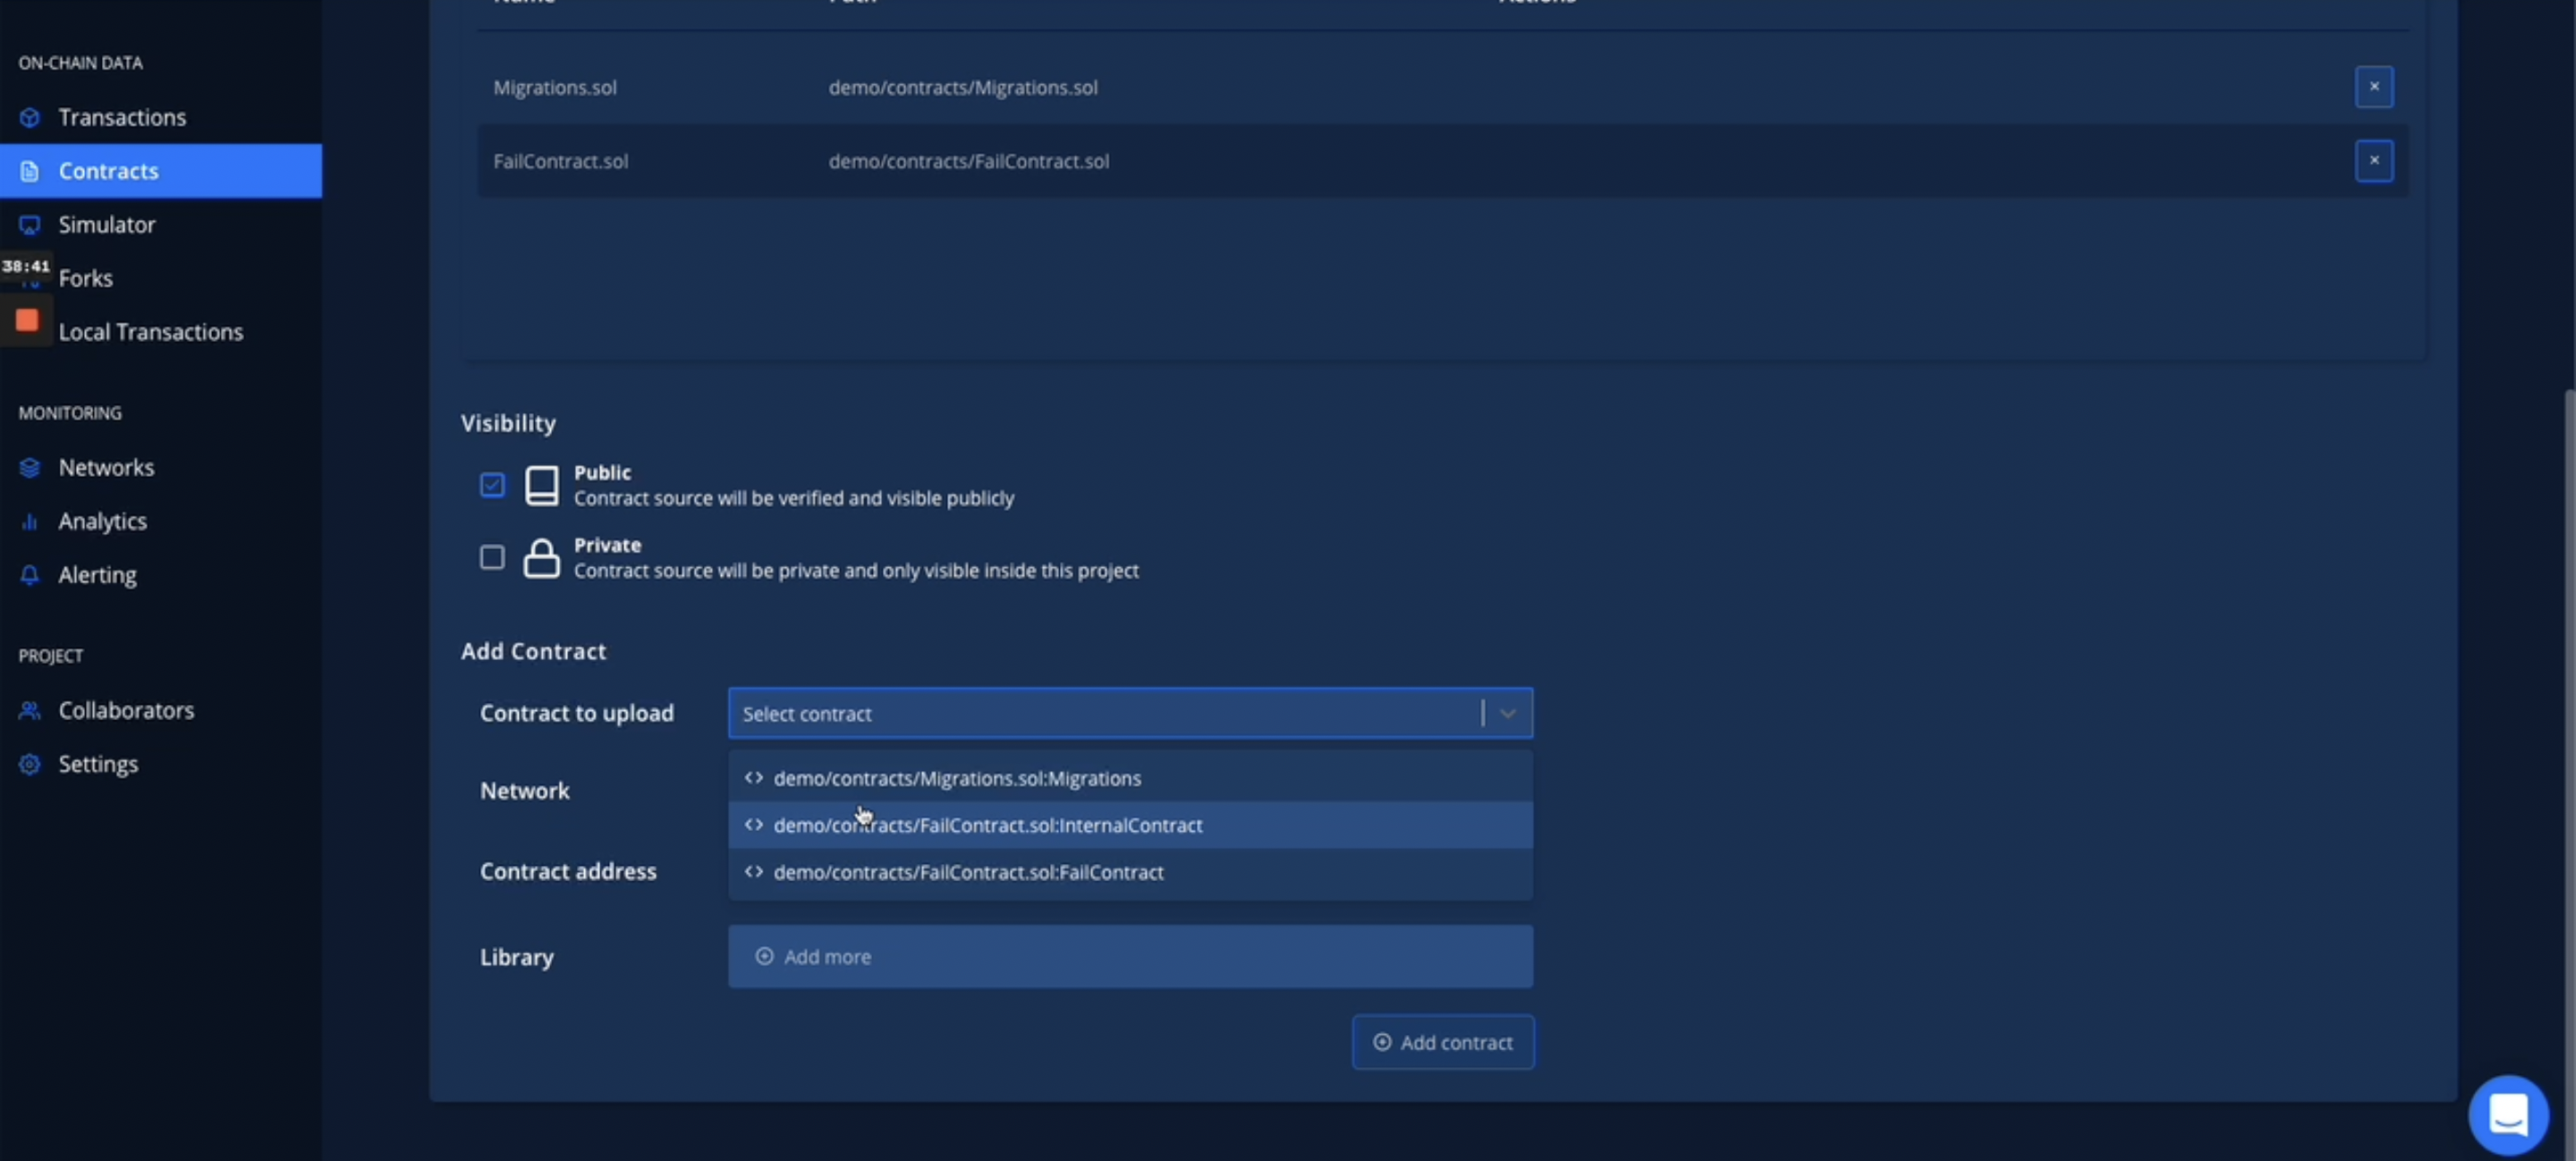 Name Path Actions
ON-CHAIN DATA
Transactions
Contracts
Simulator
38:41
Forks
Local Transactions
MONITORING
Networks
Analytics
Alerting
PROJECT
Collaborators
Settings
Migrations.sol demo/contracts/Migrations.sol ×
FailContract.sol demo/contracts/FailContract.sol ×
Visibility
Public
Contract source will be verified and visible publicly
Private
Contract source will be private and only visible inside this project
Add Contract
Contract to upload Select contract
demo/contracts/Migrations.sol:Migrations
Network
demo/contracts/FailContract.sol:InternalContract
Contract address demo/contracts/FailContract.sol:FailContract
Library Add more
Add contract